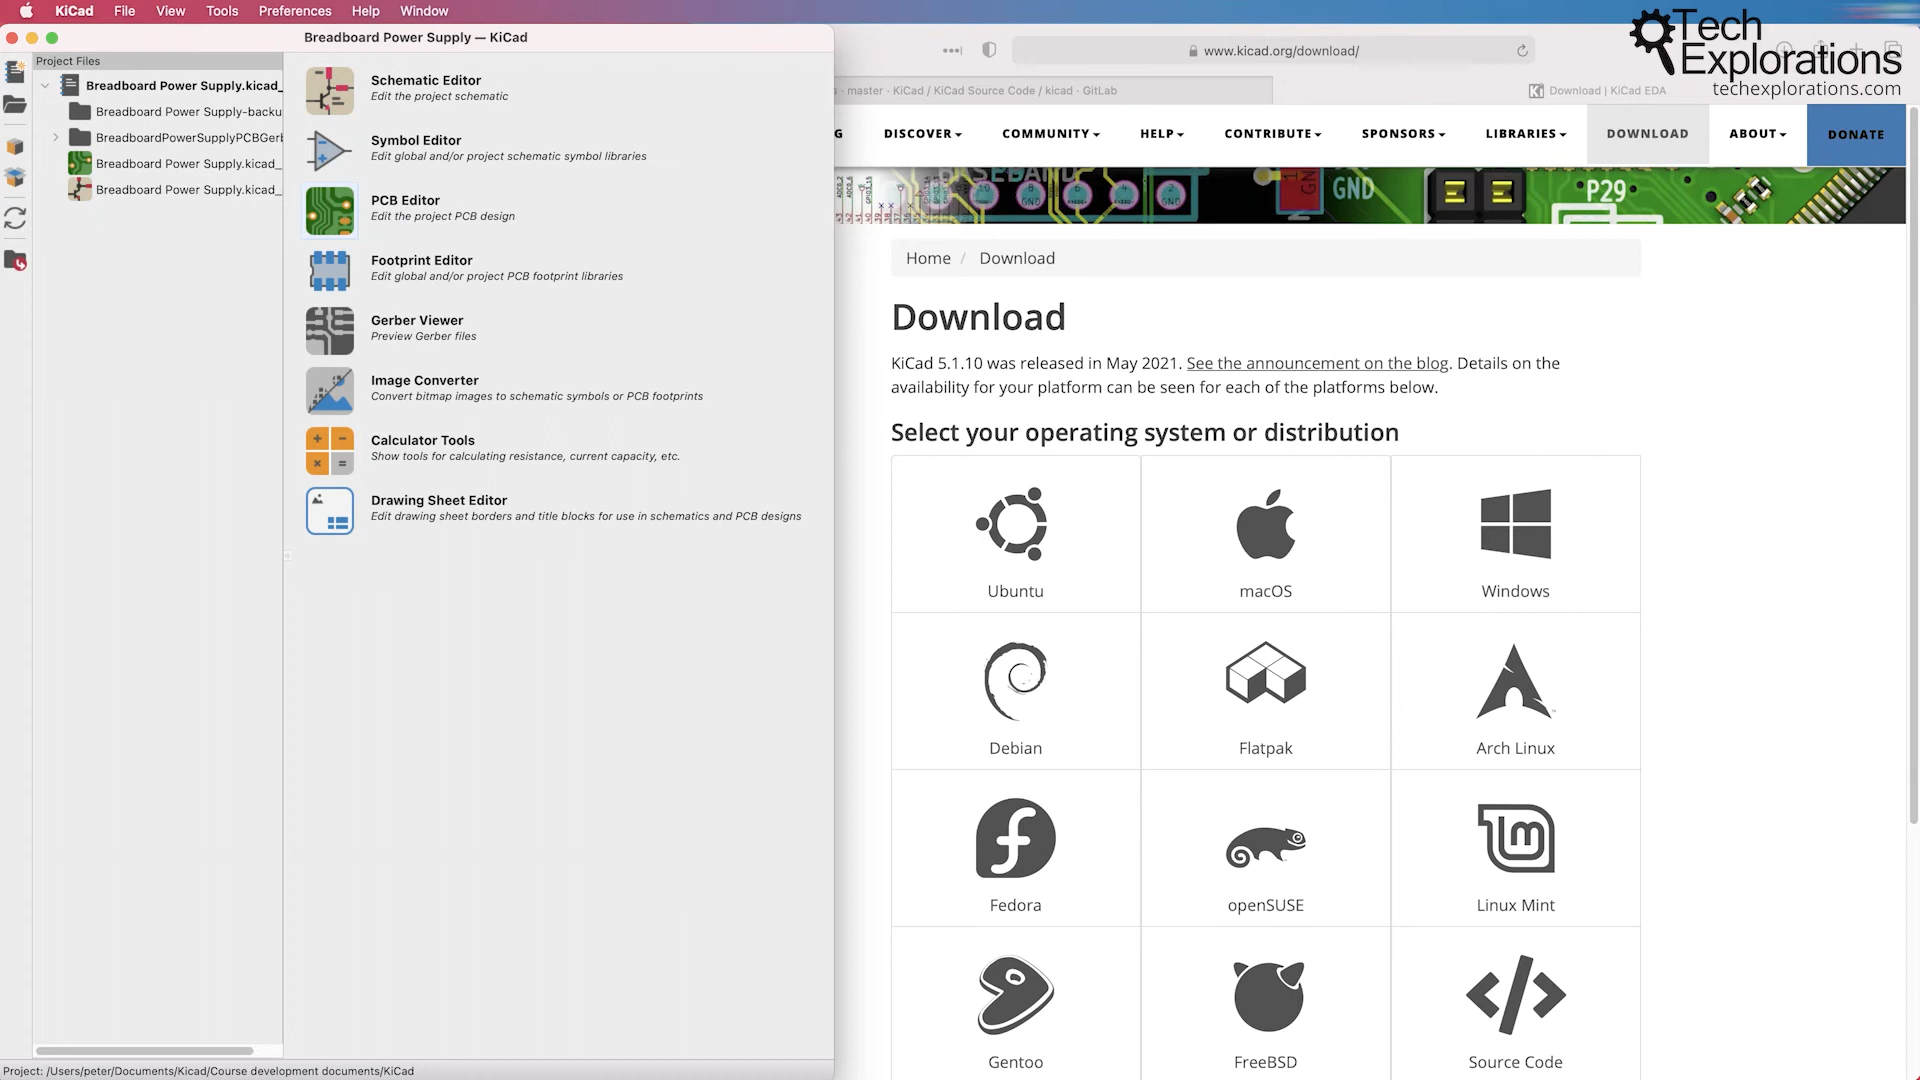 KiCad File View Tools Preferences Help Window
Breadboard Power Supply — KiCad
Project Files
Breadboard Power Supply.kicad_
Breadboard Power Supply-backu
BreadboardPowerSupplyPCBGerb
Breadboard Power Supply.kicad_
Breadboard Power Supply.kicad_
Schematic Editor
Edit the project schematic
Symbol Editor
Edit global and/or project schematic symbol libraries
PCB Editor
Edit the project PCB design
Footprint Editor
Edit global and/or project PCB footprint libraries
Gerber Viewer
Preview Gerber files
Image Converter
Convert bitmap images to schematic symbols or PCB footprints
Calculator Tools
Show tools for calculating resistance, current capacity, etc.
Drawing Sheet Editor
Edit drawing sheet borders and title blocks for use in schematics and PCB designs
Project: /Users/peter/Documents/Kicad/Course development documents/KiCad
www.kicad.org/download/
Tech
Explorations
techexplorations.com
s · master · KiCad / KiCad Source Code / kicad · GitLab
Download | KiCad EDA
G DISCOVER COMMUNITY HELP CONTRIBUTE SPONSORS LIBRARIES DOWNLOAD ABOUT DONATE
BASEBAND
10 8 6 4 2
GND
GND
P29
Home / Download
Download
KiCad 5.1.10 was released in May 2021. See the announcement on the blog. Details on the
availability for your platform can be seen for each of the platforms below.
Select your operating system or distribution
Ubuntu
macOS
Windows
Debian
Flatpak
Arch Linux
Fedora
openSUSE
Linux Mint
Gentoo
FreeBSD
Source Code